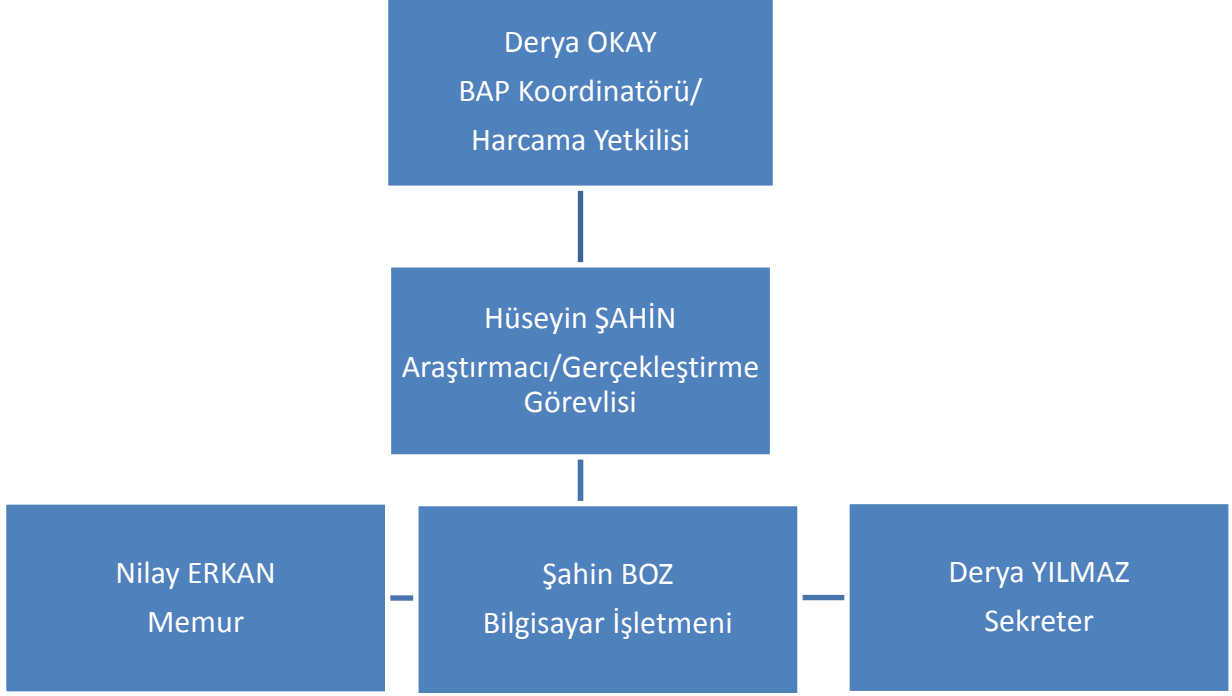 Derya OKAY
BAP Koordinatörü/
Harcama Yetkilisi
Hüseyin ŞAHİN
Araştırmacı/Gerçekleştirme
Görevlisi
Nilay ERKAN
Memur
Şahin BOZ
Bilgisayar İşletmeni
Derya YILMAZ
Sekreter